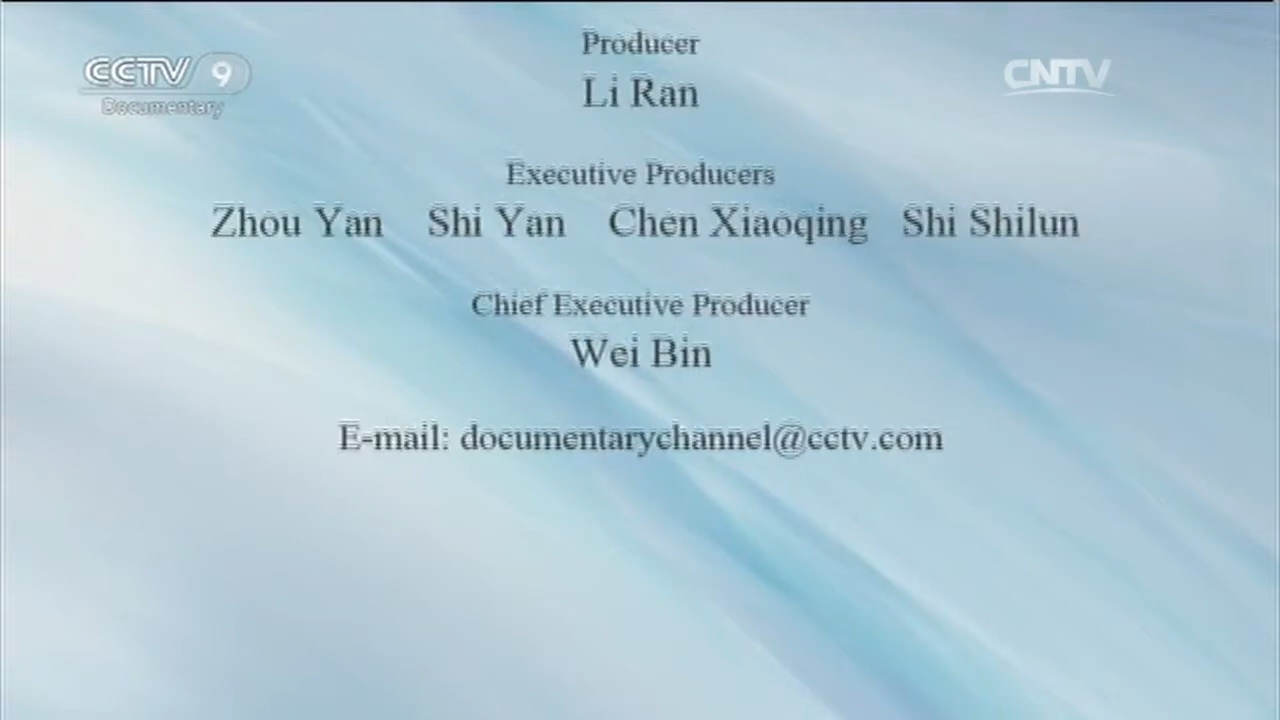 Producer
CCTV 9
Documentary
CNTV
Li Ran
Executive Producers
Zhou Yan Shi Yan Chen Xiaoqing Shi Shilun
Chief Executive Producer
Wei Bin
E-mail: documentarychannel@cctv.com